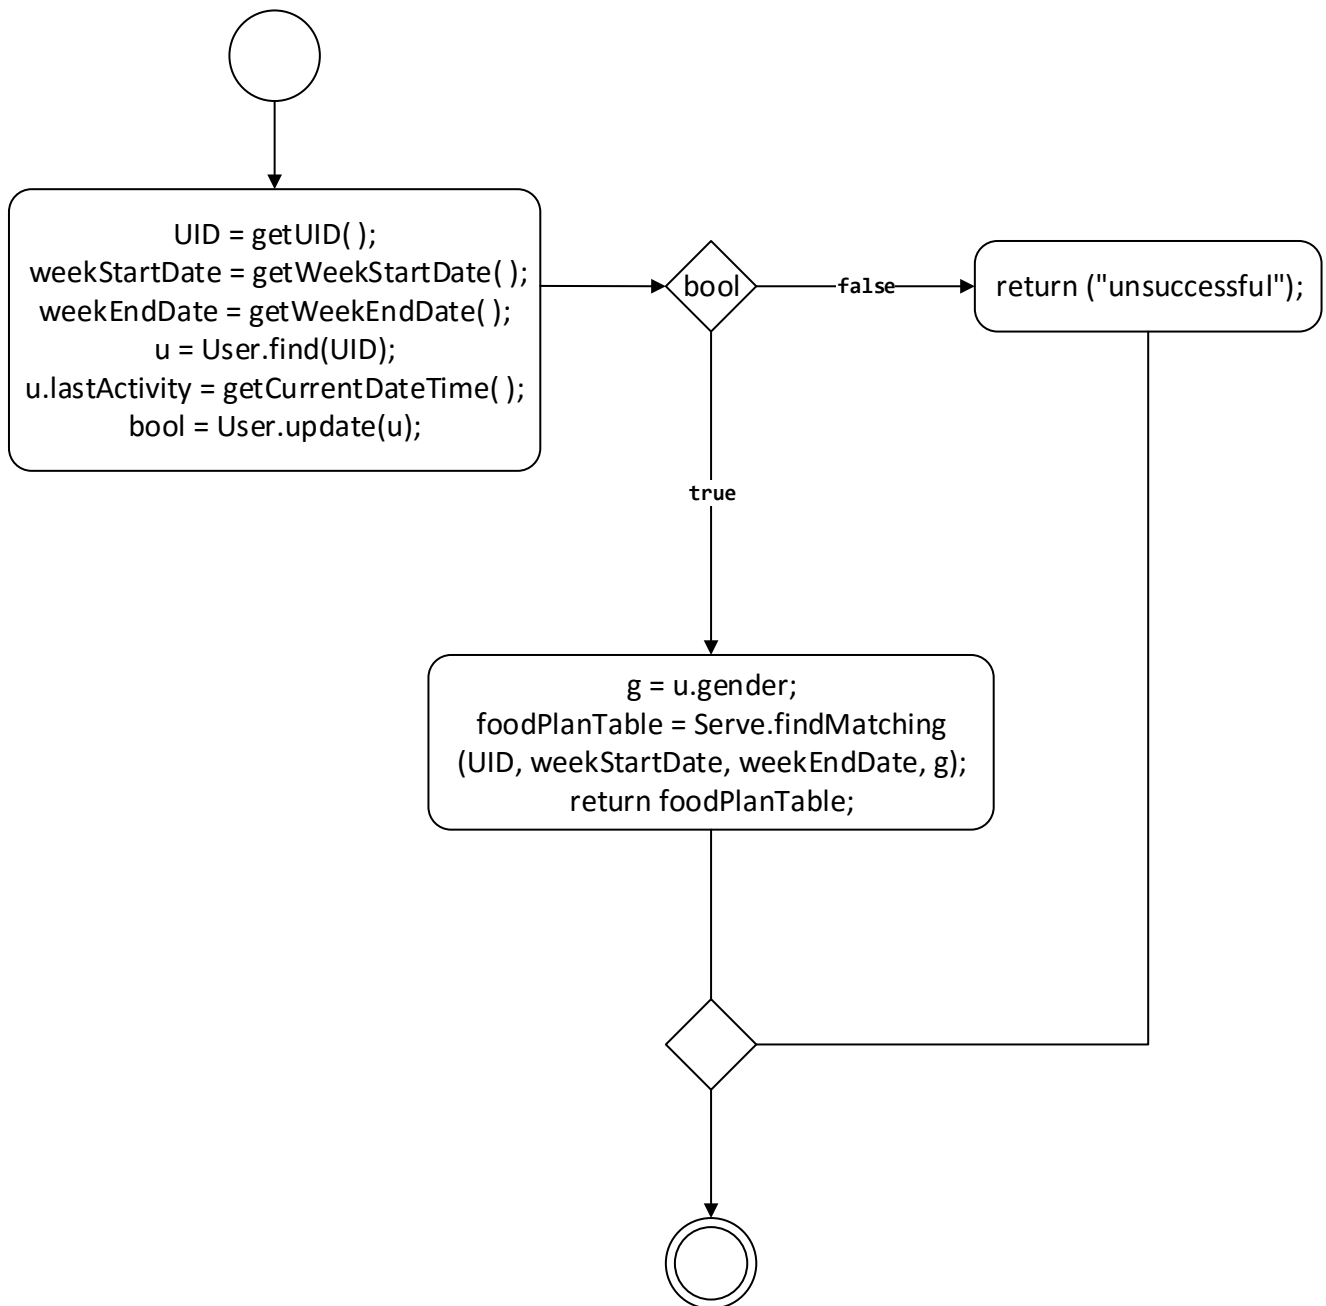 UID = getUID( );
weekStartDate = getWeekStartDate( );
weekEndDate = getWeekEndDate( );
u = User.find(UID);
u.lastActivity = getCurrentDateTime( );
bool = User.update(u);
bool
false
return ("unsuccessful");
true
g = u.gender;
foodPlanTable = Serve.findMatching
(UID, weekStartDate, weekEndDate, g);
return foodPlanTable;